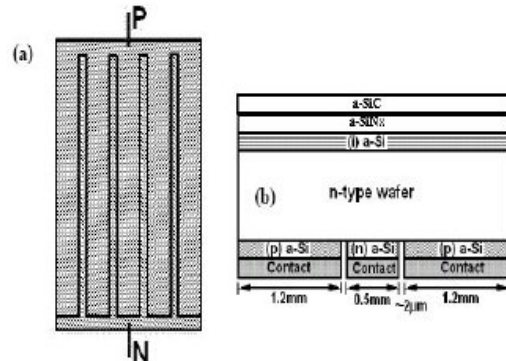 P
(a)
N
a-SiC
a-SiNx
(i) a-Si
n-type wafer
(b)
(p) a-Si
(n) a-Si
(p) a-Si
Contact
Contact
Contact
1.2mm
0.5mm
~2μm
1.2mm